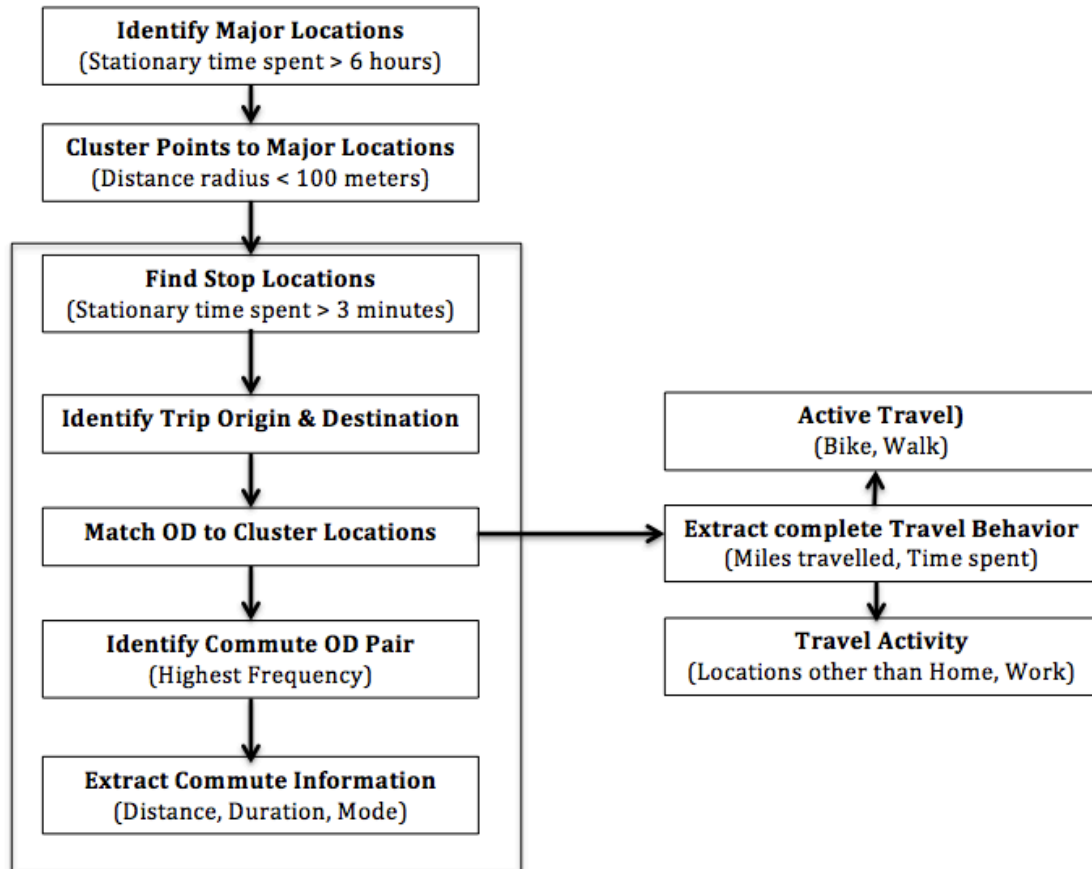 Identify Major Locations
(Stationary time spent > 6 hours)
Cluster Points to Major Locations
(Distance radius < 100 meters)
Find Stop Locations
(Stationary time spent > 3 minutes)
Identify Trip Origin & Destination
Match OD to Cluster Locations
Identify Commute OD Pair
(Highest Frequency)
Extract Commute Information
(Distance, Duration, Mode)
Active Travel)
(Bike, Walk)
Extract complete Travel Behavior
(Miles travelled, Time spent)
Travel Activity
(Locations other than Home, Work)